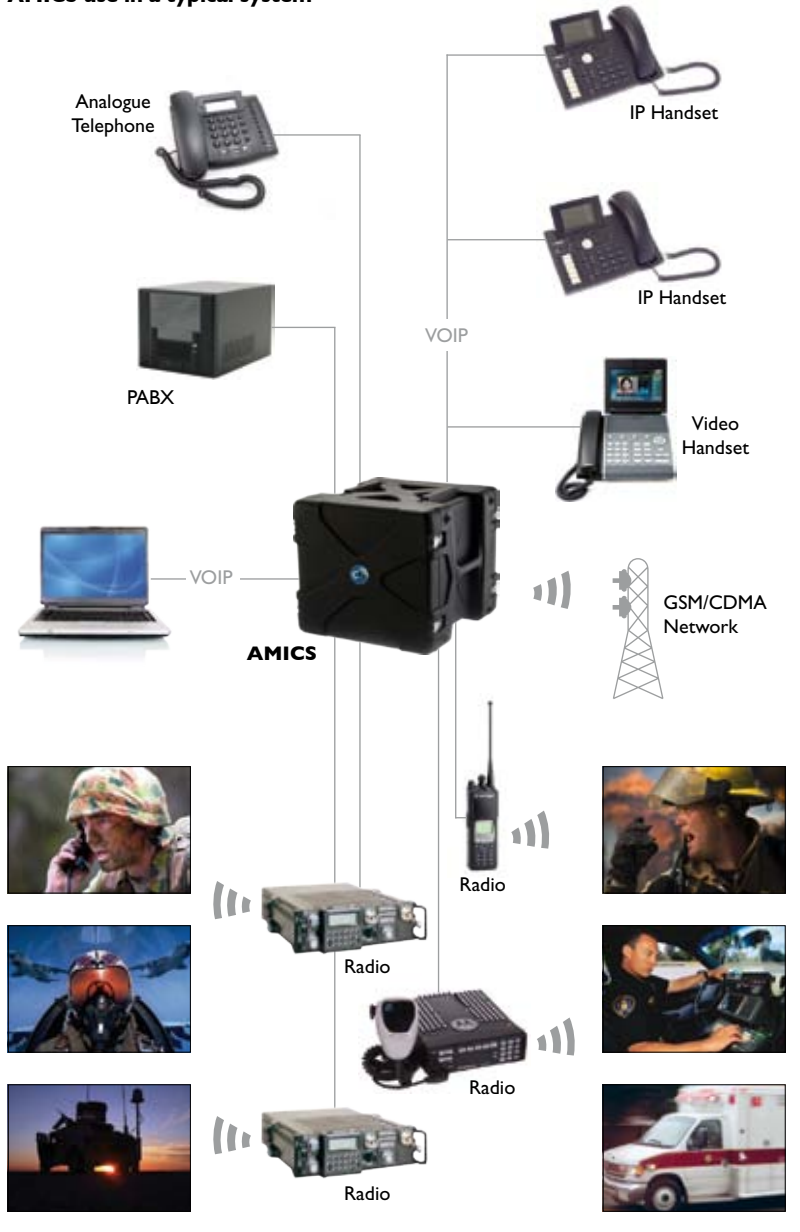 AMICS use in a typical system
Analogue
Telephone
IP Handset
IP Handset
PABX
VOIP
Video
Handset
VOIP
AMICS
GSM/CDMA
Network
Radio
Radio
Radio
Radio